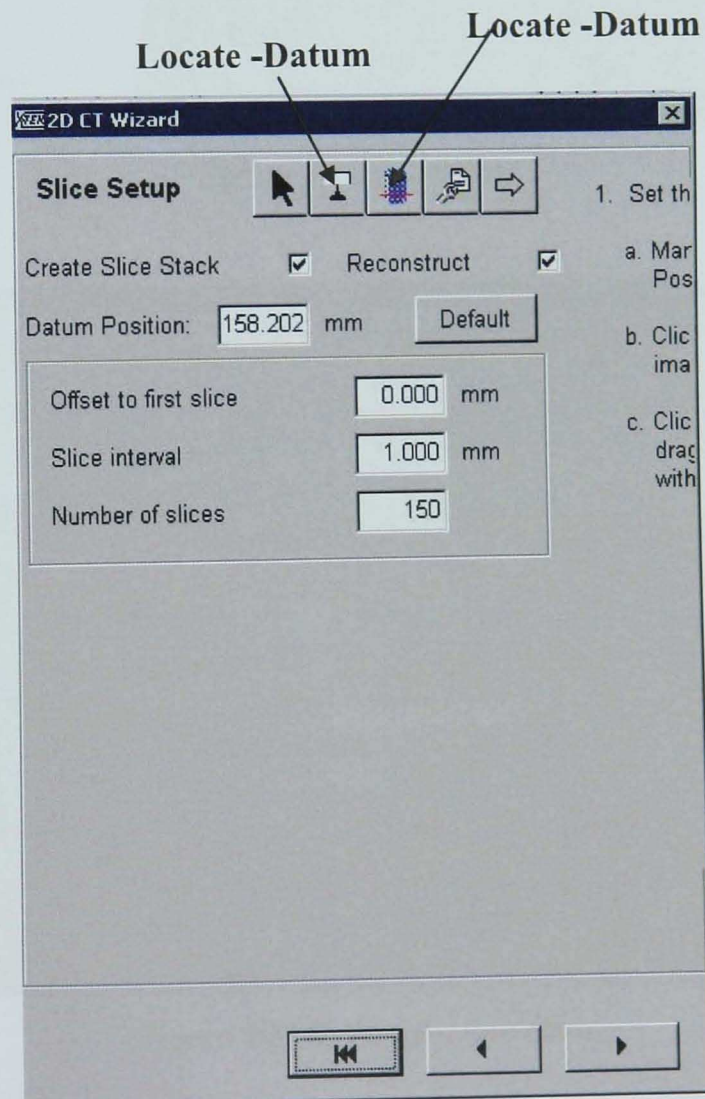 Locate -Datum
Locate -Datum
2D CT Wizard
Slice Setup
Create Slice Stack
Reconstruct
Datum Position: 158.202 mm Default
Offset to first slice 0.000 mm
Slice interval 1.000 mm
Number of slices 150
1. Set th
a. Mar
Pos
b. Clic
ima
c. Clic
drag
with